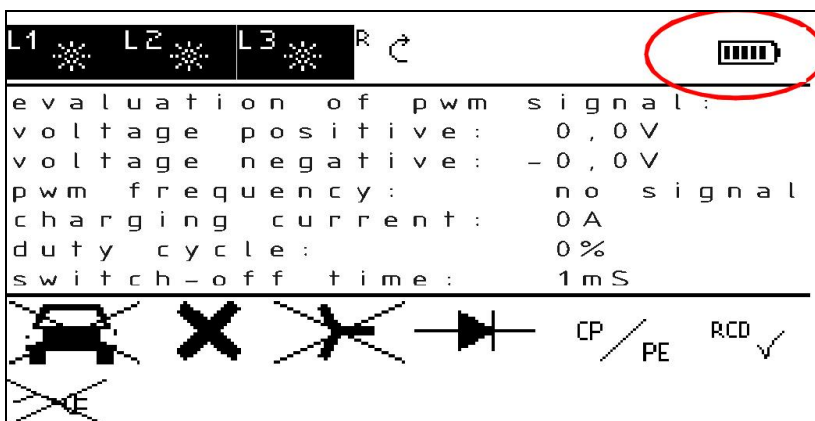 L1 L2 L3 R
evaluation of pwm signal:
voltage positive: 0,0V
voltage negative: -0,0V
pwm frequency: no signal
charging current: 0A
duty cycle: 0%
switch-off time: 1mS
CP/PE RCD